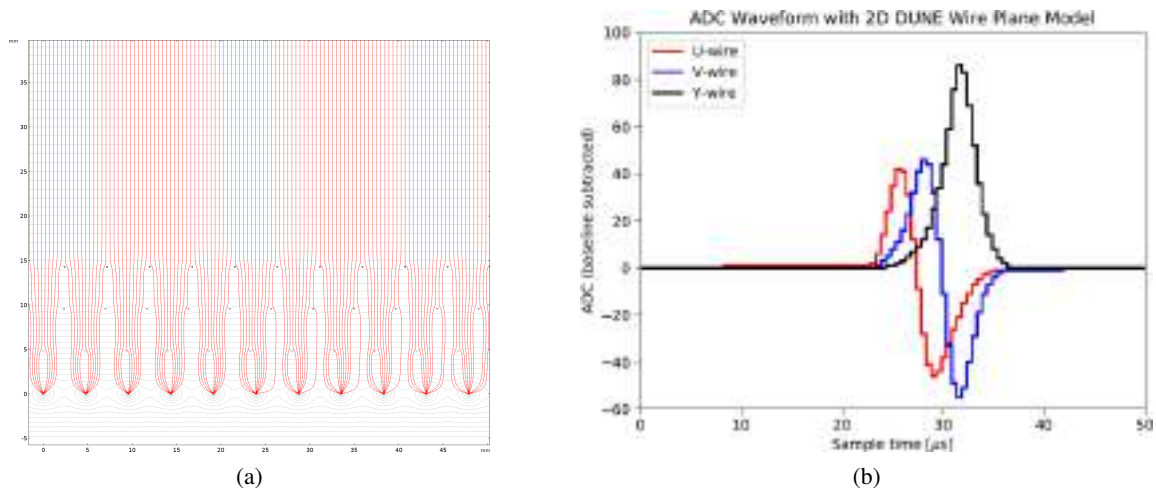 mm
35
30
25
20
15
10
5
0
-5
0 5 10 15 20 25 30 35 40 45 mm
(a)
ADC Waveform with 2D DUNE Wire Plane Model
100
80
60
40
20
0
−20
−40
−60
ADC (baseline subtracted)
U-wire
V-wire
Y-wire
0 10 20 30 40 50
Sample time [μs]
(b)